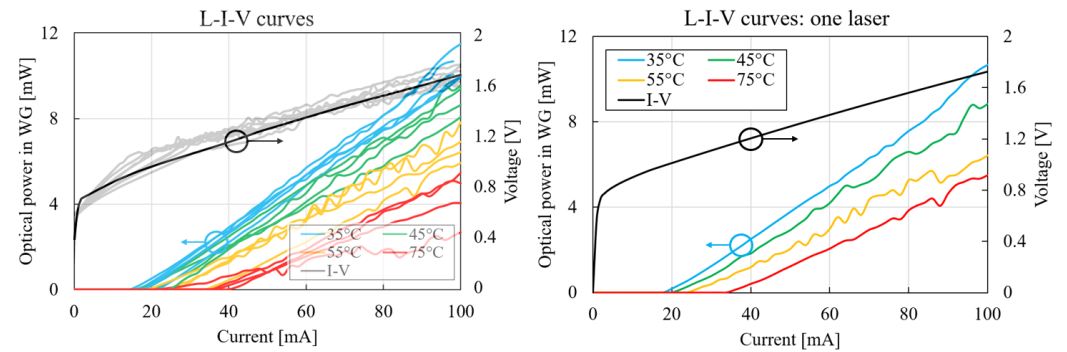 L-I-V curves
Optical power in WG [mW]
12
8
4
0
2
1.6
1.2
0.8
0.4
0
Voltage [V]
35°C 45°C
55°C 75°C
I-V
0 20 40 60 80 100
Current [mA]
L-I-V curves: one laser
Optical power in WG [mW]
12
8
4
0
2
1.6
1.2
0.8
0.4
0
Voltage [V]
35°C 45°C
55°C 75°C
I-V
0 20 40 60 80 100
Current [mA]